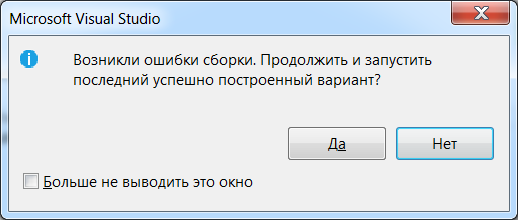 Microsoft Visual Studio
Возникли ошибки сборки. Продолжить и запустить
последний успешно построенный вариант?
Да
Нет
Больше не выводить это окно